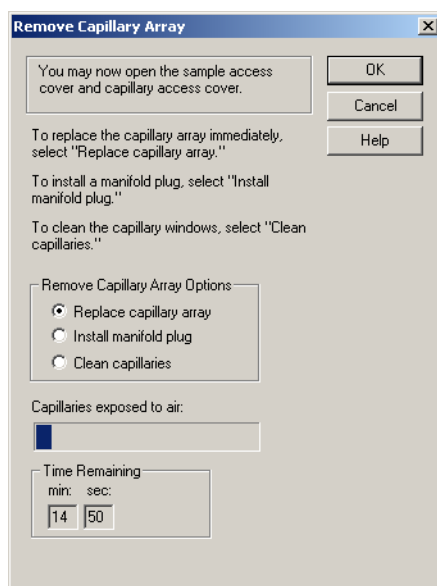 Remove Capillary Array
You may now open the sample access
cover and capillary access cover.
OK
Cancel
Help
To replace the capillary array immediately,
select "Replace capillary array."
To install a manifold plug, select "Install
manifold plug."
To clean the capillary windows, select "Clean
capillaries."
Remove Capillary Array Options
Replace capillary array
Install manifold plug
Clean capillaries
Capillaries exposed to air:
Time Remaining
min: sec:
14 50